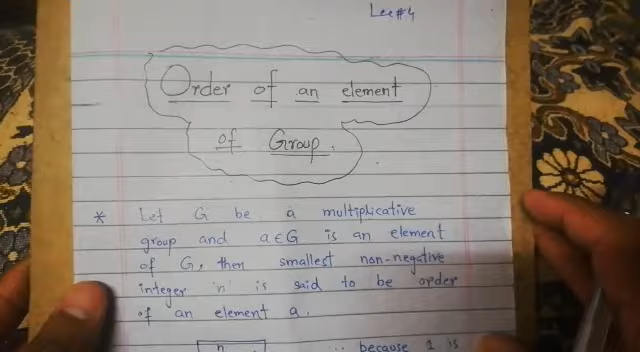 Lec#4
Order of an element
of Group.
* Let G be a multiplicative
group and a∈G is an element
of G, then smallest non-negative
integer 'n' is said to be order
of an element a.
n .. because 1 is